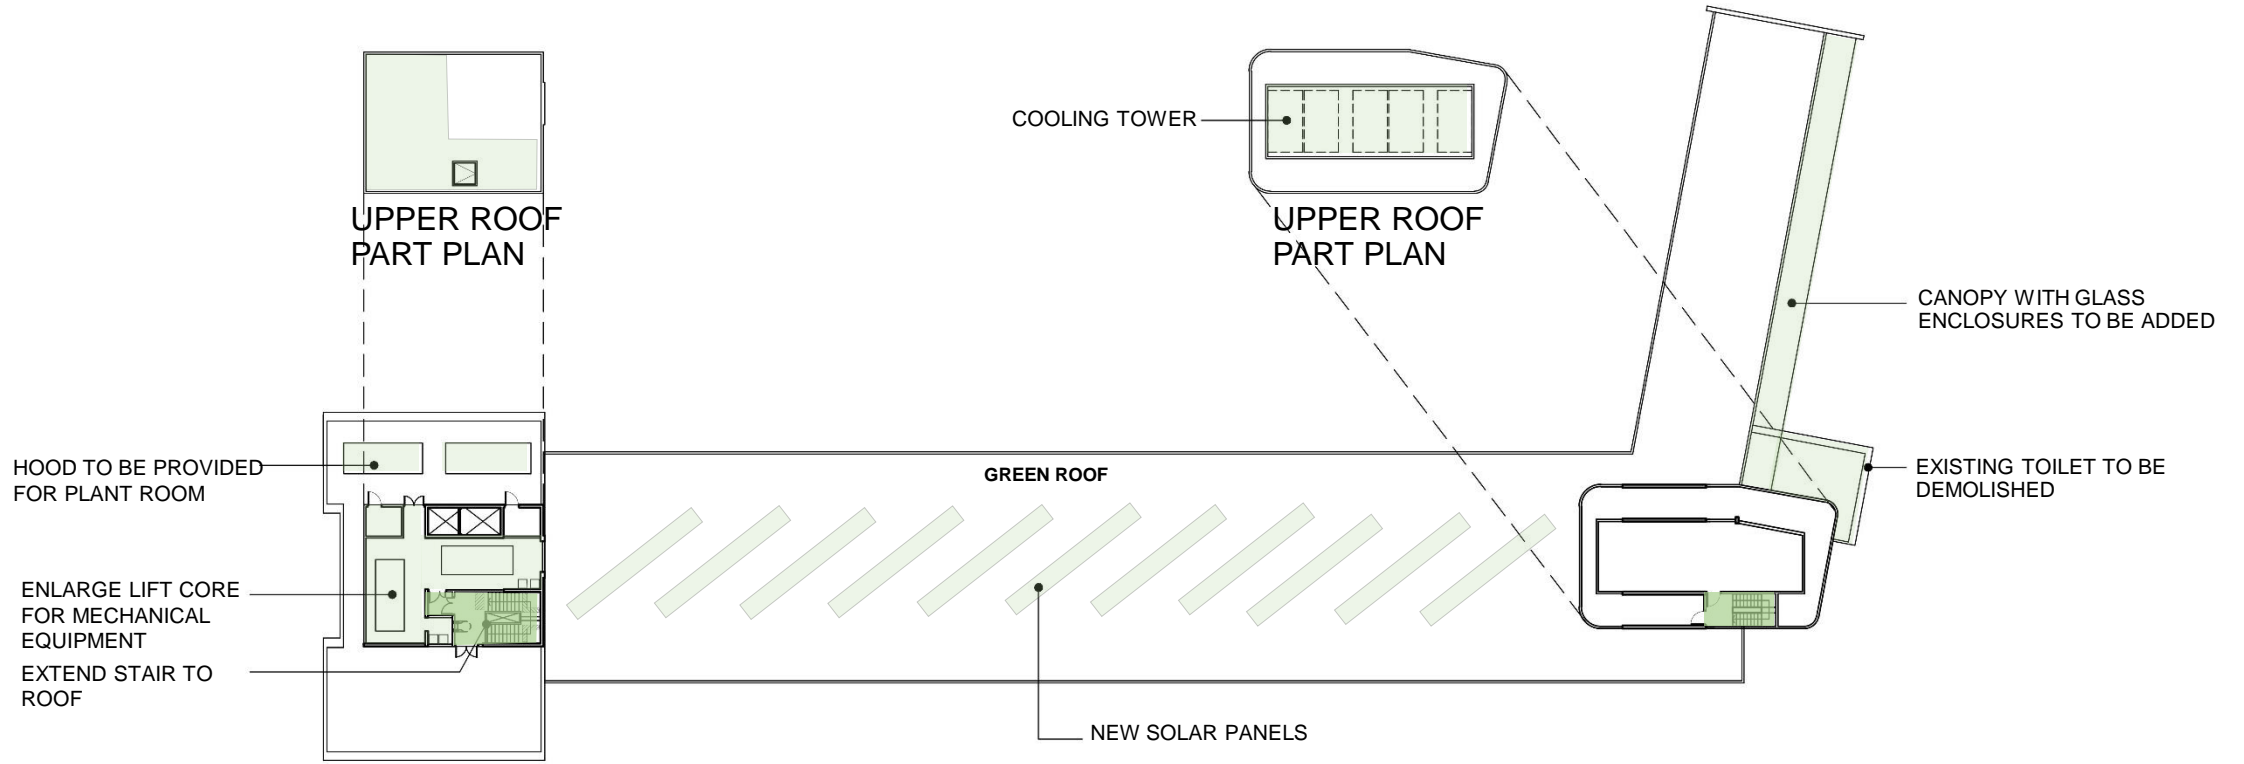 COOLING TOWER
UPPER ROOF
PART PLAN
UPPER ROOF
PART PLAN
CANOPY WITH GLASS
ENCLOSURES TO BE ADDED
HOOD TO BE PROVIDED
FOR PLANT ROOM
GREEN ROOF
EXISTING TOILET TO BE
DEMOLISHED
ENLARGE LIFT CORE
FOR MECHANICAL
EQUIPMENT
EXTEND STAIR TO
ROOF
NEW SOLAR PANELS